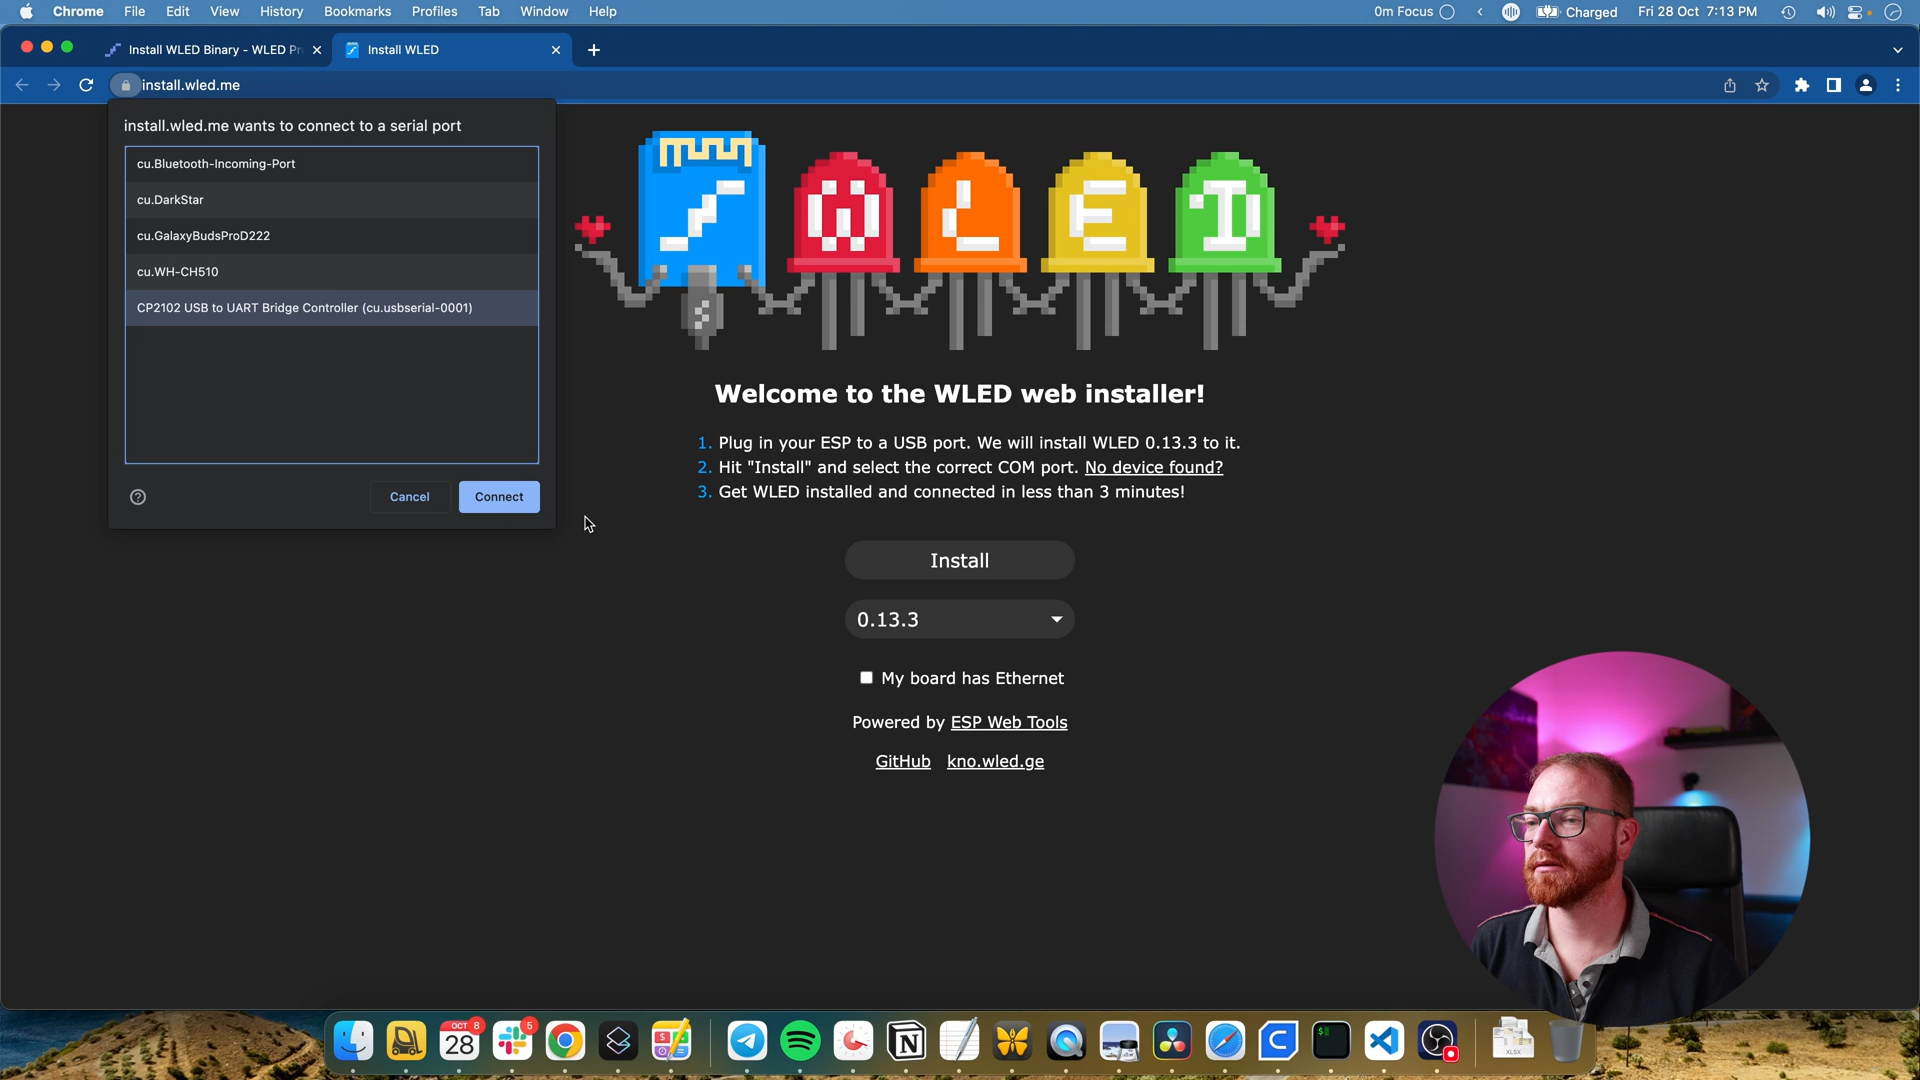 Chrome File Edit View History Bookmarks Profiles Tab Window Help 0m Focus Charged Fri 28 Oct 7:13 PM
Install WLED Binary - WLED Pr Install WLED
install.wled.me
install.wled.me wants to connect to a serial port
cu.Bluetooth-Incoming-Port
cu.DarkStar
cu.GalaxyBudsProD222
cu.WH-CH510
CP2102 USB to UART Bridge Controller (cu.usbserial-0001)
Cancel Connect
WLED
Welcome to the WLED web installer!
1. Plug in your ESP to a USB port. We will install WLED 0.13.3 to it.
2. Hit "Install" and select the correct COM port. No device found?
3. Get WLED installed and connected in less than 3 minutes!
Install
0.13.3
My board has Ethernet
Powered by ESP Web Tools
GitHub kno.wled.ge
OCT 8
28
5
XLSX